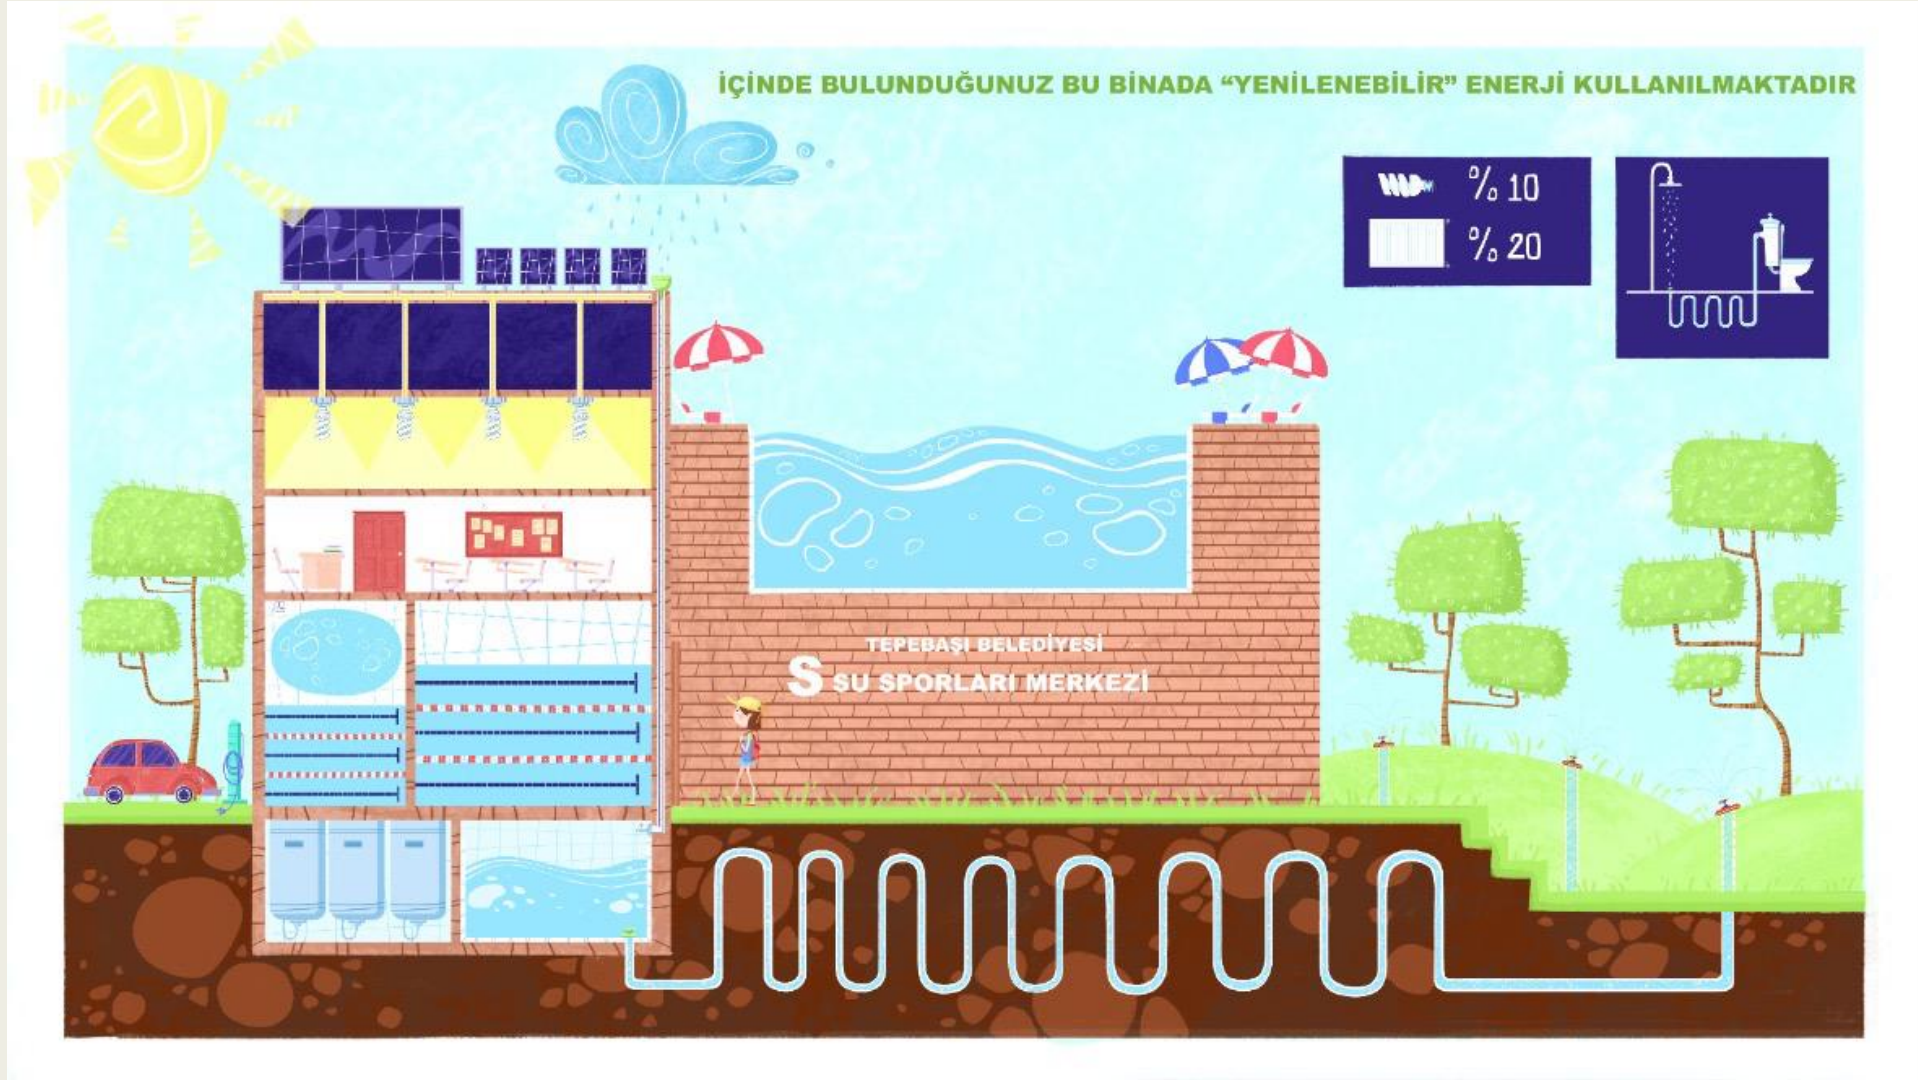 İÇİNDE BULUNDUĞUNUZ BU BİNADA “YENİLENEBİLİR” ENERJİ KULLANILMAKTADIR
% 10
% 20
TEPEBAŞI BELEDİYESİ
S SU SPORLARI MERKEZİ